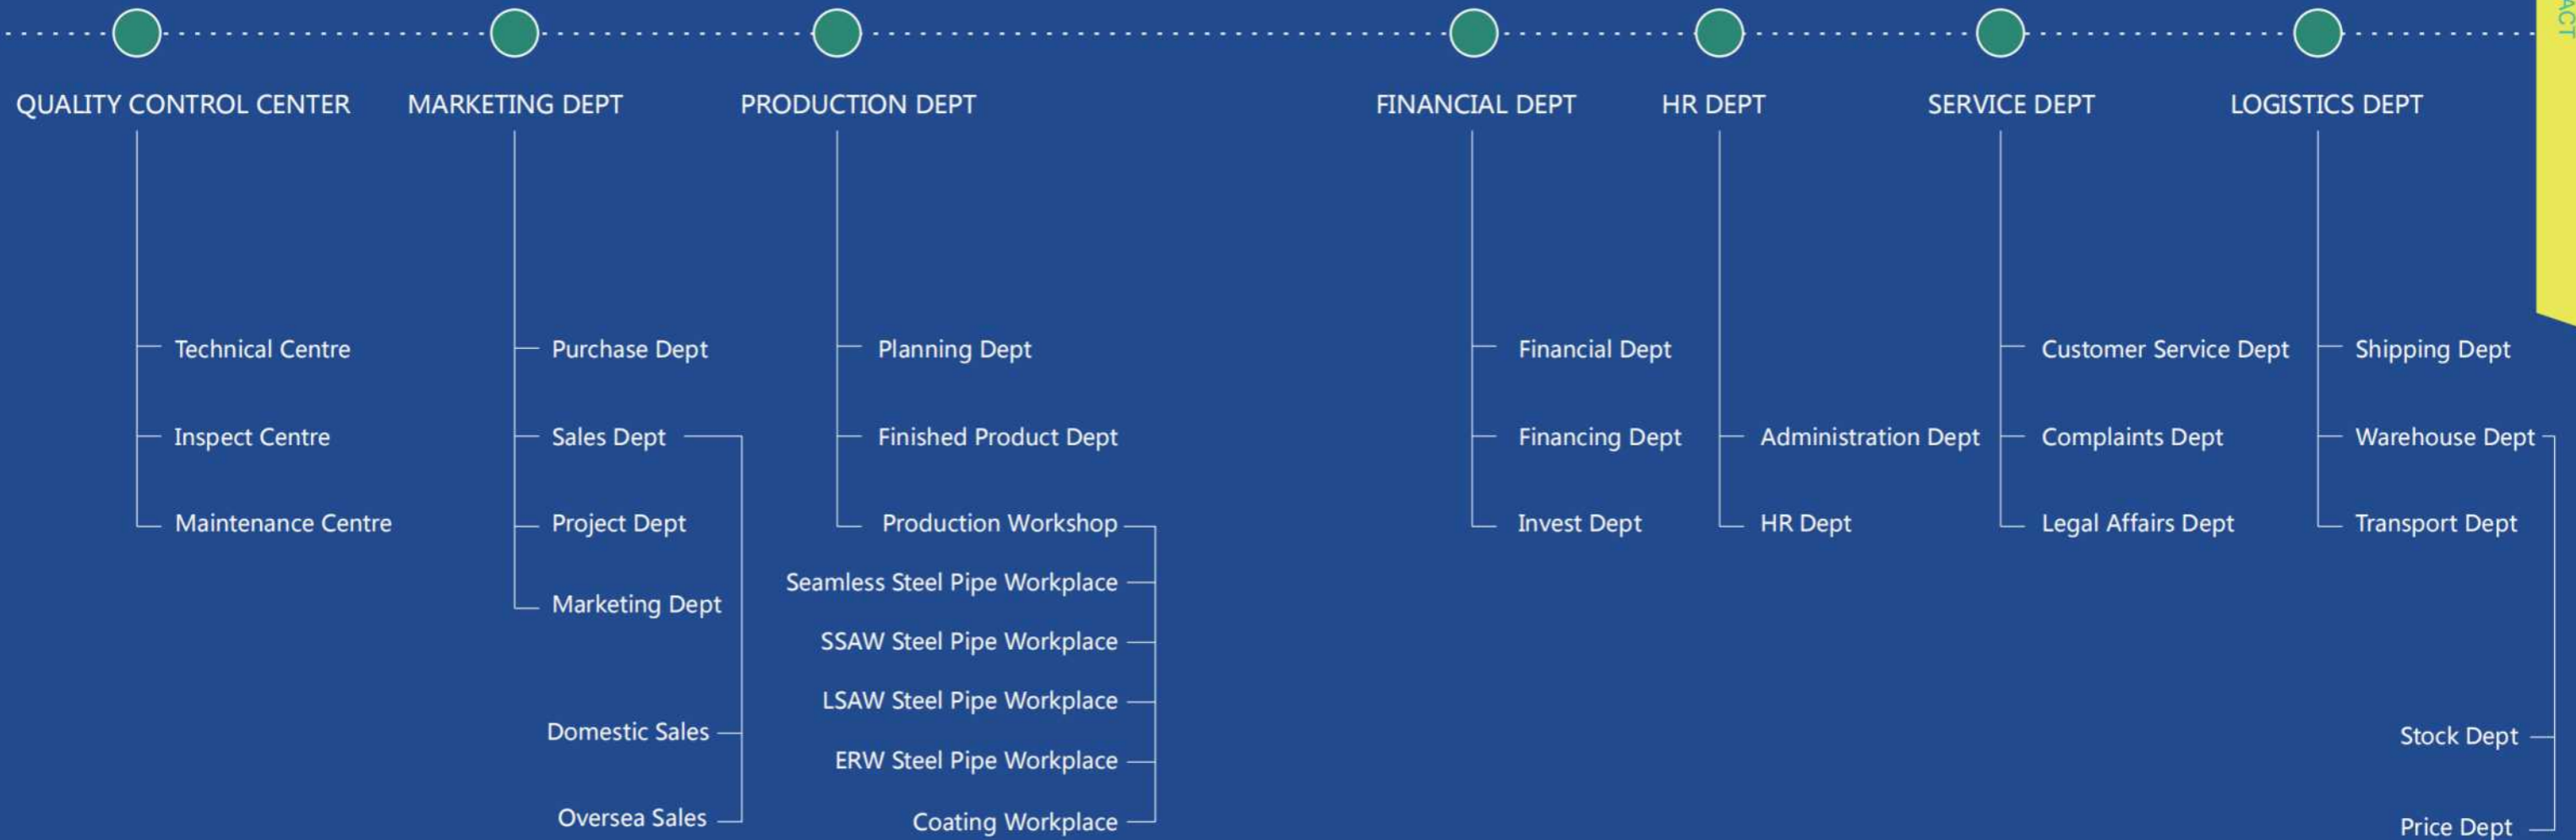 ACT
QUALITY CONTROL CENTER
Technical Centre
Inspect Centre
Maintenance Centre
MARKETING DEPT
Purchase Dept
Sales Dept
Project Dept
Marketing Dept
Domestic Sales
Oversea Sales
PRODUCTION DEPT
Planning Dept
Finished Product Dept
Production Workshop
Seamless Steel Pipe Workplace
SSAW Steel Pipe Workplace
LSAW Steel Pipe Workplace
ERW Steel Pipe Workplace
Coating Workplace
FINANCIAL DEPT
Financial Dept
Financing Dept
Invest Dept
HR DEPT
Administration Dept
HR Dept
SERVICE DEPT
Customer Service Dept
Complaints Dept
Legal Affairs Dept
LOGISTICS DEPT
Shipping Dept
Warehouse Dept
Transport Dept
Stock Dept
Price Dept